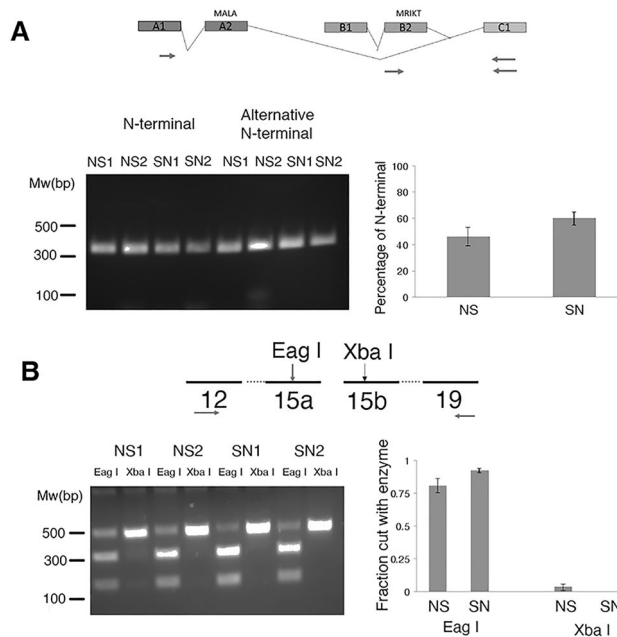 A
MALA
MRIKT
A1 A2 B1 B2 C1
N-terminal
Alternative
N-terminal
NS1 NS2 SN1 SN2 NS1 NS2 SN1 SN2
Mw(bp)
500
300
100
Percentage of N-terminal
100
80
60
40
20
0
NS SN
B
Eag I Xba I
12 15a 15b 19
NS1 NS2 SN1 SN2
Eag I Xba I Eag I Xba I Eag I Xba I Eag I Xba I
Mw(bp)
500
300
100
Fraction cut with enzyme
1
0.75
0.5
0.25
0
NS SN NS SN
Eag I Xba I